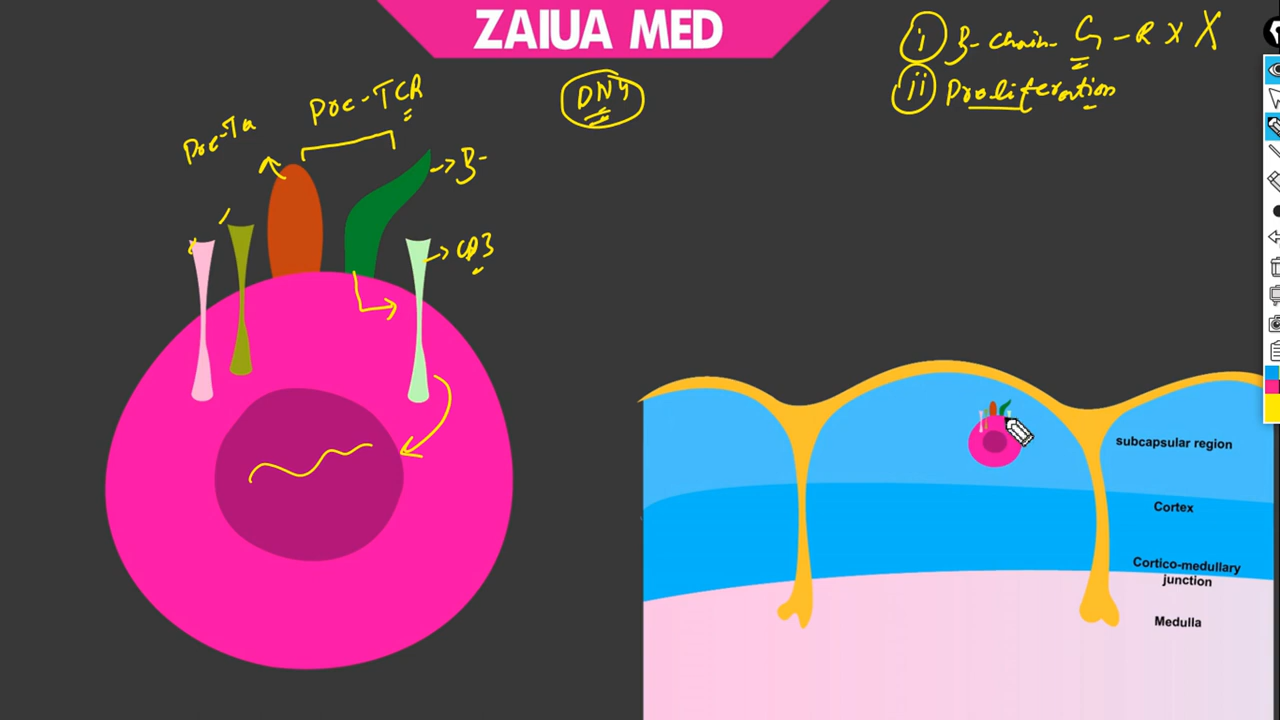 ZAIUA MED
(i) β- chain- G - R X X
(ii) Proliferation
DN4
Pre-TCR
Pre-Tα
β-
CD3
subcapsular region
Cortex
Cortico-medullary
junction
Medulla